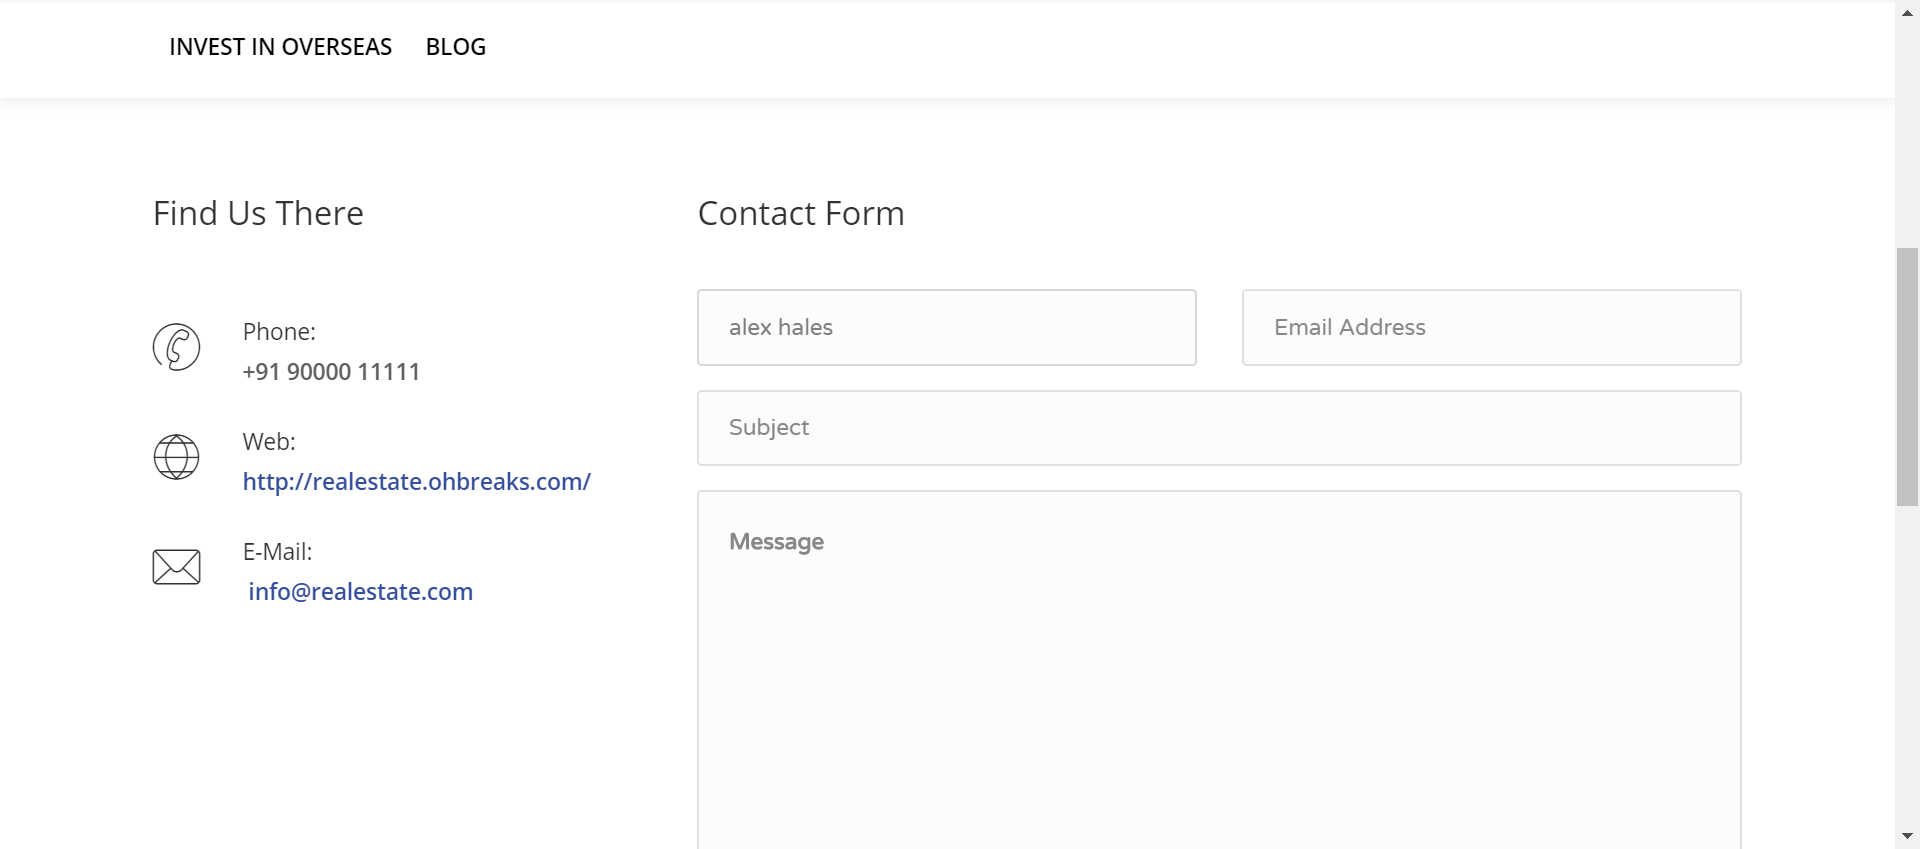 INVEST IN OVERSEAS BLOG
Find Us There
Phone:
+91 90000 11111
Web:
http://realestate.ohbreaks.com/
E-Mail:
info@realestate.com
Contact Form
alex hales
Email Address
Subject
Message